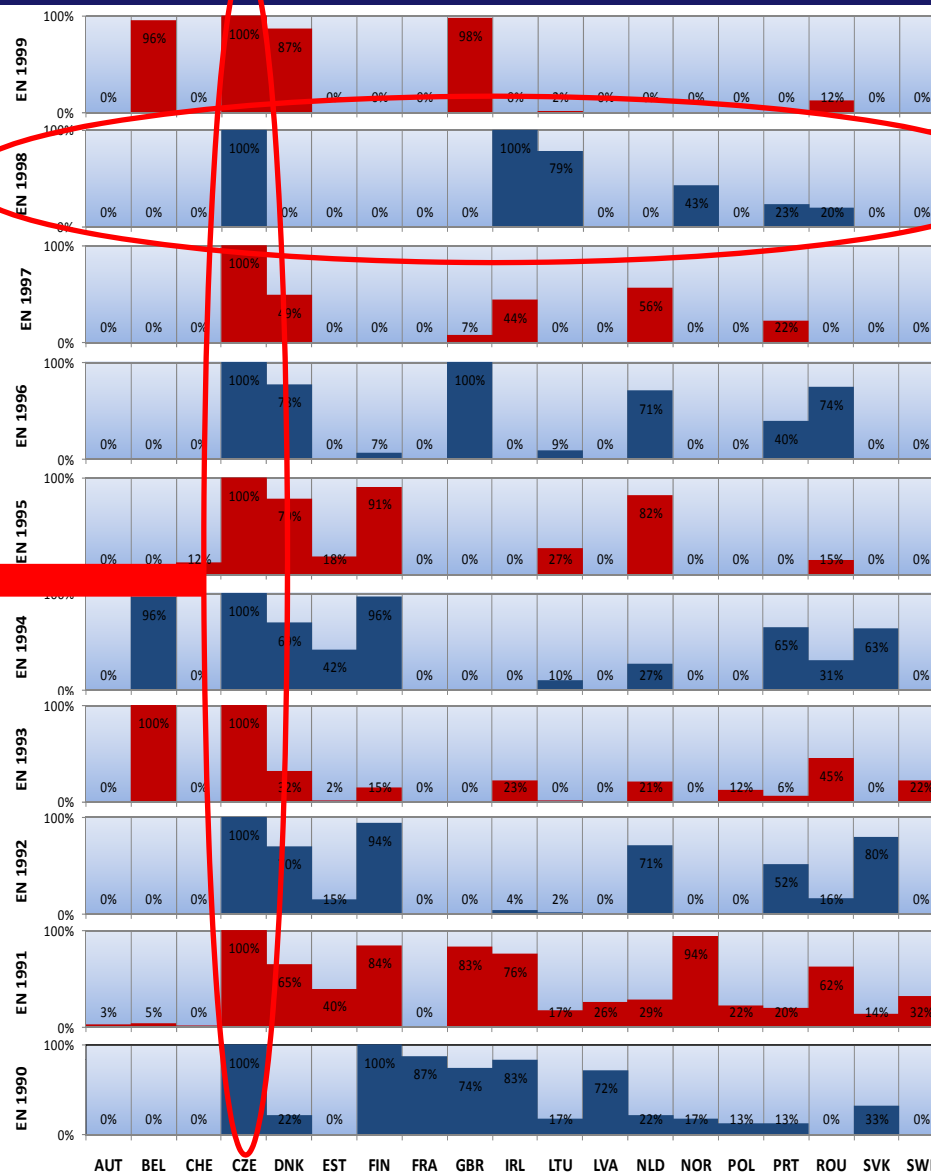 100%
96% 100% 87% 98%
0% 0% 0% 0% 0% 0% 2% 0% 0% 0% 0% 0% 12% 0% 0%
0%
EN 1999
100%
100% 100% 79%
0% 0% 0% 0% 0% 0% 0% 0% 0% 0% 43% 0% 23% 20% 0% 0%
0%
EN 1998
100%
100% 49% 44% 56%
0% 0% 0% 0% 0% 0% 7% 0% 0% 0% 0% 22% 0% 0% 0%
0%
EN 1997
100%
100% 100% 71% 74%
0% 0% 0% 0% 7% 0% 0% 9% 0% 0% 0% 40% 0% 0%
0%
EN 1996
100%
100% 91% 82%
0% 0% 12% 18% 0% 0% 0% 27% 0% 0% 0% 0% 15% 0% 0%
EN 1995
100%
96% 100% 96% 65% 63%
0% 0% 42% 0% 0% 0% 10% 0% 27% 0% 0% 31% 0%
0%
EN 1994
100%
100% 100% 45%
0% 0% 32% 2% 15% 0% 0% 23% 0% 0% 21% 0% 12% 6% 0% 22%
0%
EN 1993
100%
100% 70% 94% 71% 52% 80%
0% 0% 0% 15% 0% 0% 4% 2% 0% 0% 0% 16% 0%
0%
EN 1992
100%
100% 65% 84% 83% 76% 94% 62%
3% 5% 0% 40% 0% 17% 26% 29% 22% 20% 14% 32%
0%
EN 1991
100%
100% 100% 87% 74% 83% 72%
0% 0% 0% 22% 0% 17% 22% 17% 13% 13% 0% 33% 0%
0%
EN 1990
AUT BEL CHE CZE DNK EST FIN FRA GBR IRL LTU LVA NLD NOR POL PRT ROU SVK